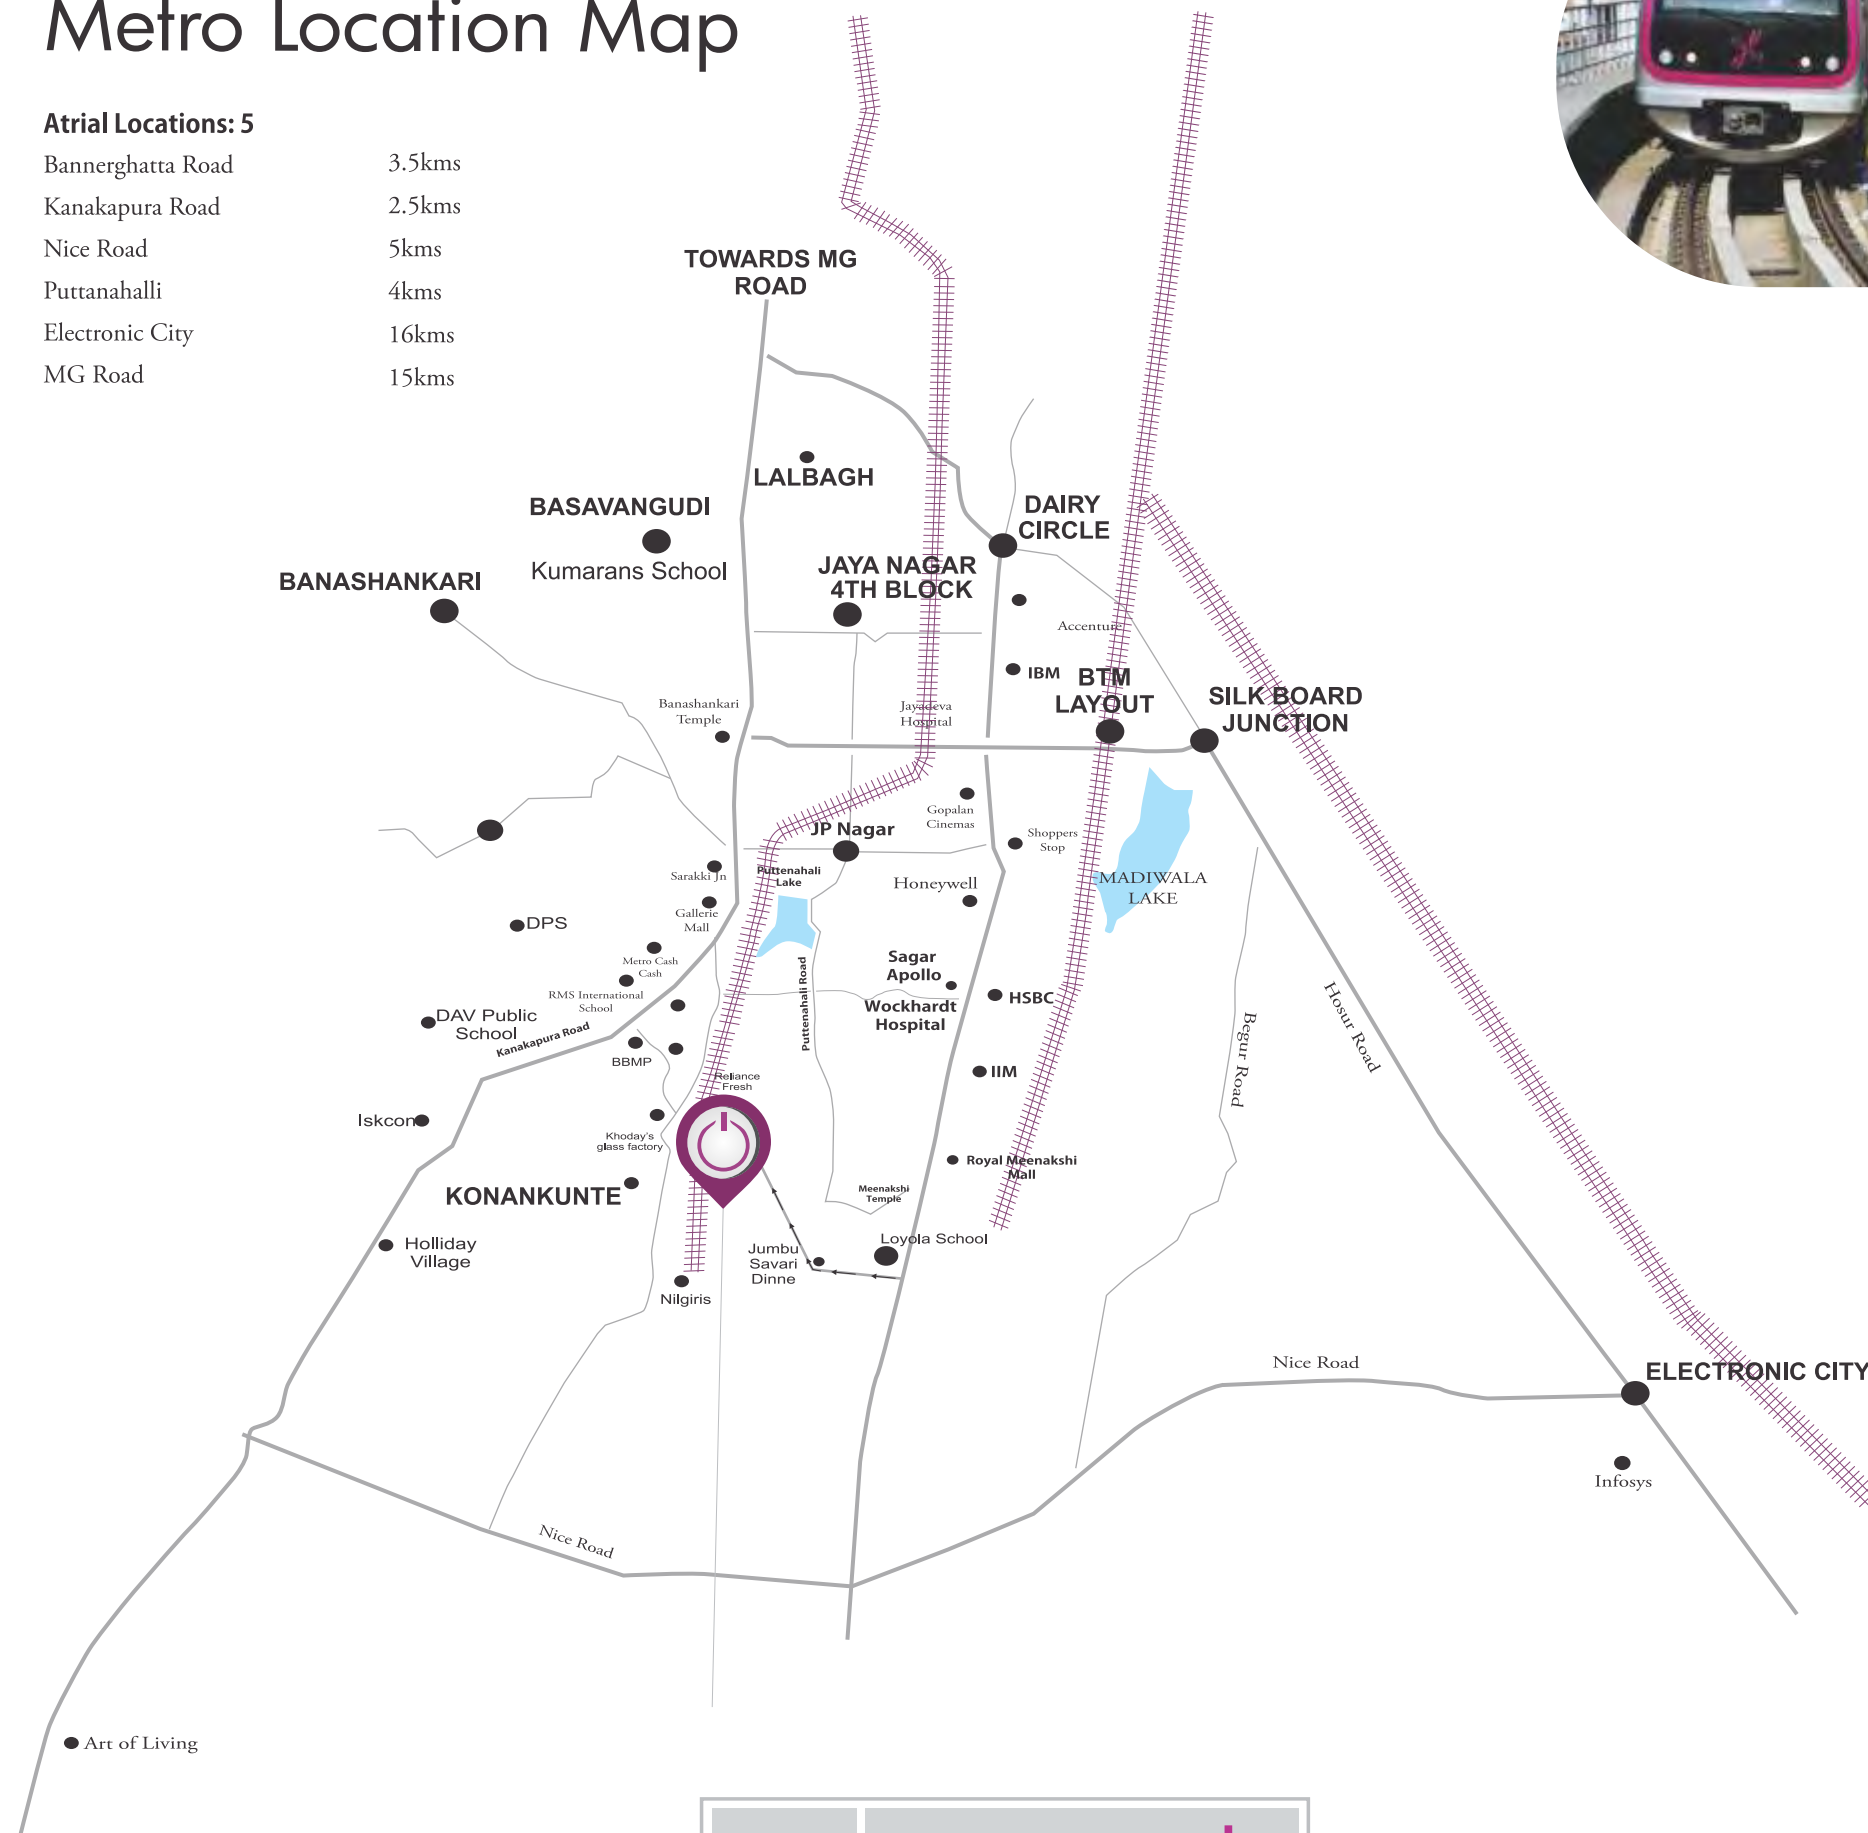 Metro Location Map
Atrial Locations: 5
Bannerghatta Road 3.5kms
Kanakapura Road 2.5kms
Nice Road 5kms
Puttanahalli 4kms
Electronic City 16kms
MG Road 15kms
TOWARDS MG
ROAD
LALBAGH
BASAVANGUDI
Kumarans School
DAIRY
CIRCLE
JAYA NAGAR
4TH BLOCK
BANASHANKARI
Accenture
IBM
BTM
LAYOUT
SILK BOARD
JUNCTION
Banashankari
Temple
Jayadeva
Hospital
Gopalan
Cinemas
JP Nagar
Shoppers
Stop
Sarakki Jn
Puttenahali
Lake
Honeywell
MADIWALA
LAKE
Gallerie
Mall
DPS
Metro Cash
Cash
Sagar
Apollo
RMS International
School
HSBC
Wockhardt
Hospital
DAV Public
School
Kanakapura Road
Puttenahali Road
BBMP
Begur Road
Hosur Road
Reliance
Fresh
IIM
Iskcon
Khoday's
glass factory
Royal Meenakshi
Mall
KONANKUNTE
Meenakshi
Temple
Loyola School
Holliday
Village
Jumbu
Savari
Dinne
Nilgiris
Nice Road
ELECTRONIC CITY
Infosys
Nice Road
Art of Living